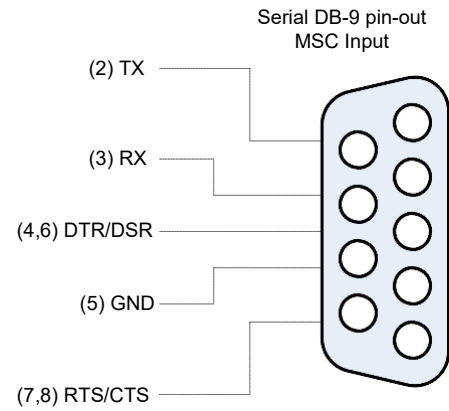 Serial DB-9 pin-out
MSC Input
(2) TX
(3) RX
(4,6) DTR/DSR
(5) GND
(7,8) RTS/CTS